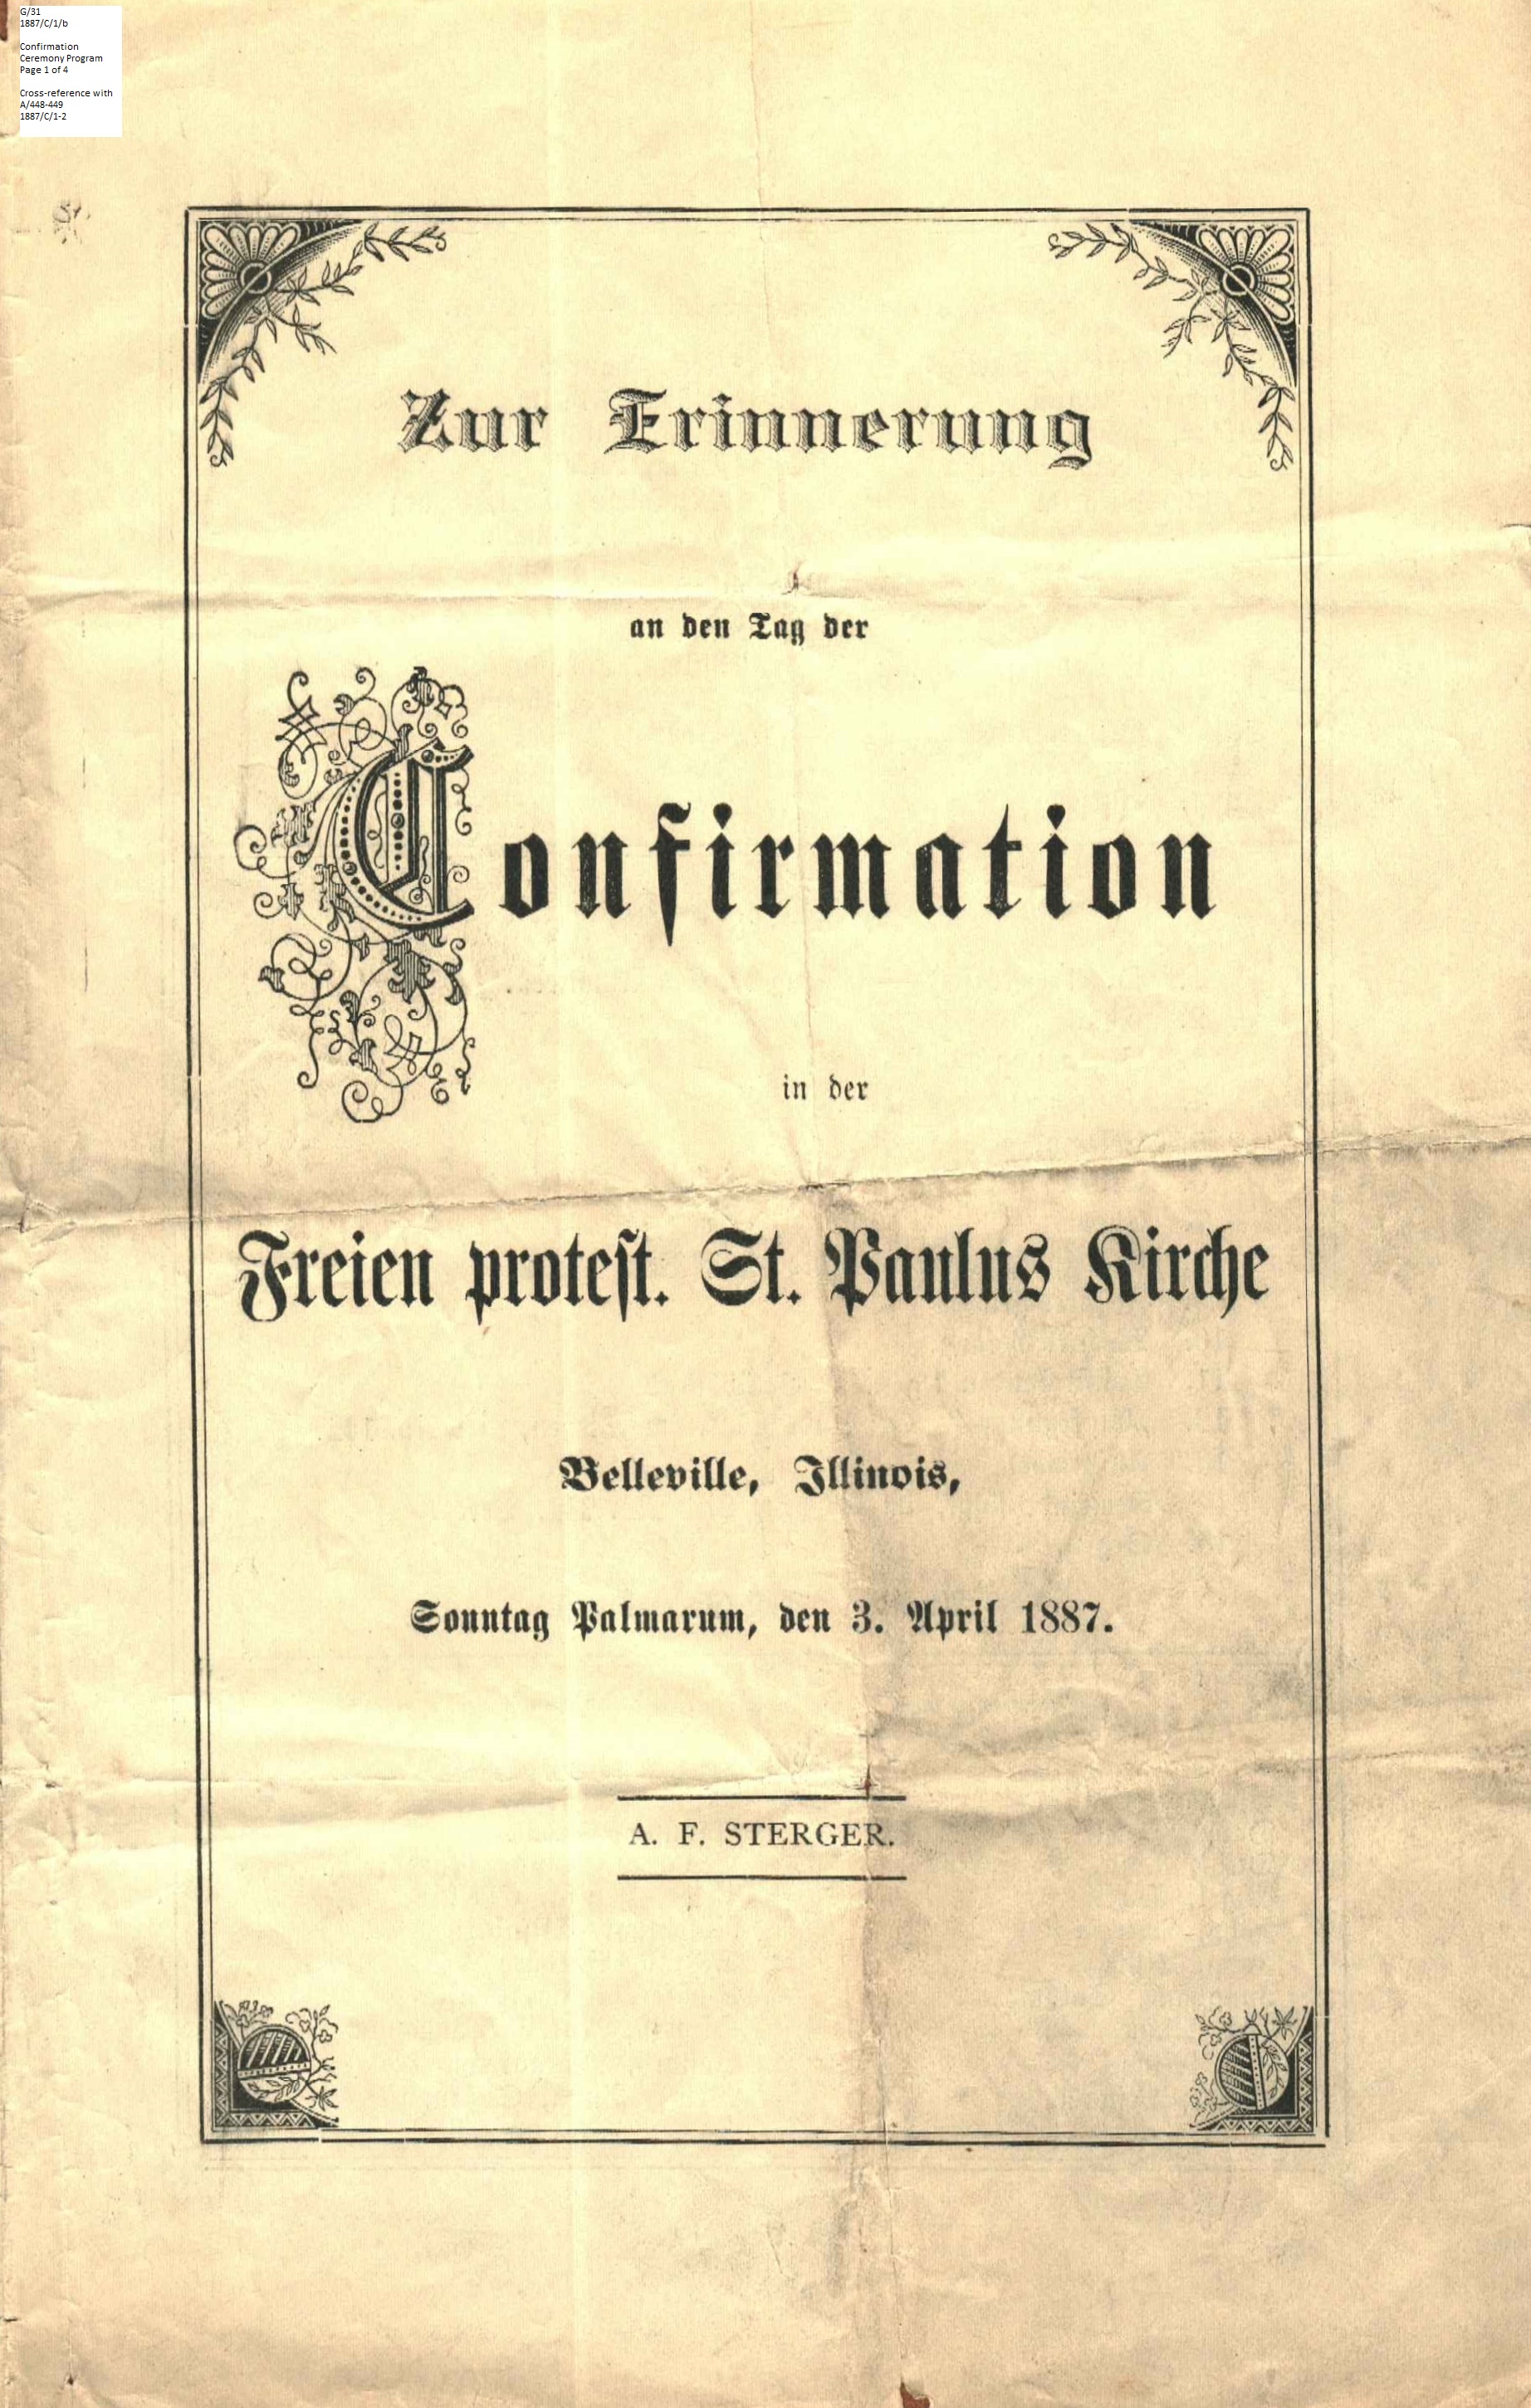 G/31
1887/C/1/b
Confirmation
Ceremony Program
Page 1 of 4
Cross-reference with
A/448-449
1887/C/1-2
Zur Erinnerung
an den Tag der
Confirmation
in der
Freien protest. St. Paulus Kirche
Belleville, Illinois,
Sonntag Palmarum, den 3. April 1887.
A. F. STERGER.